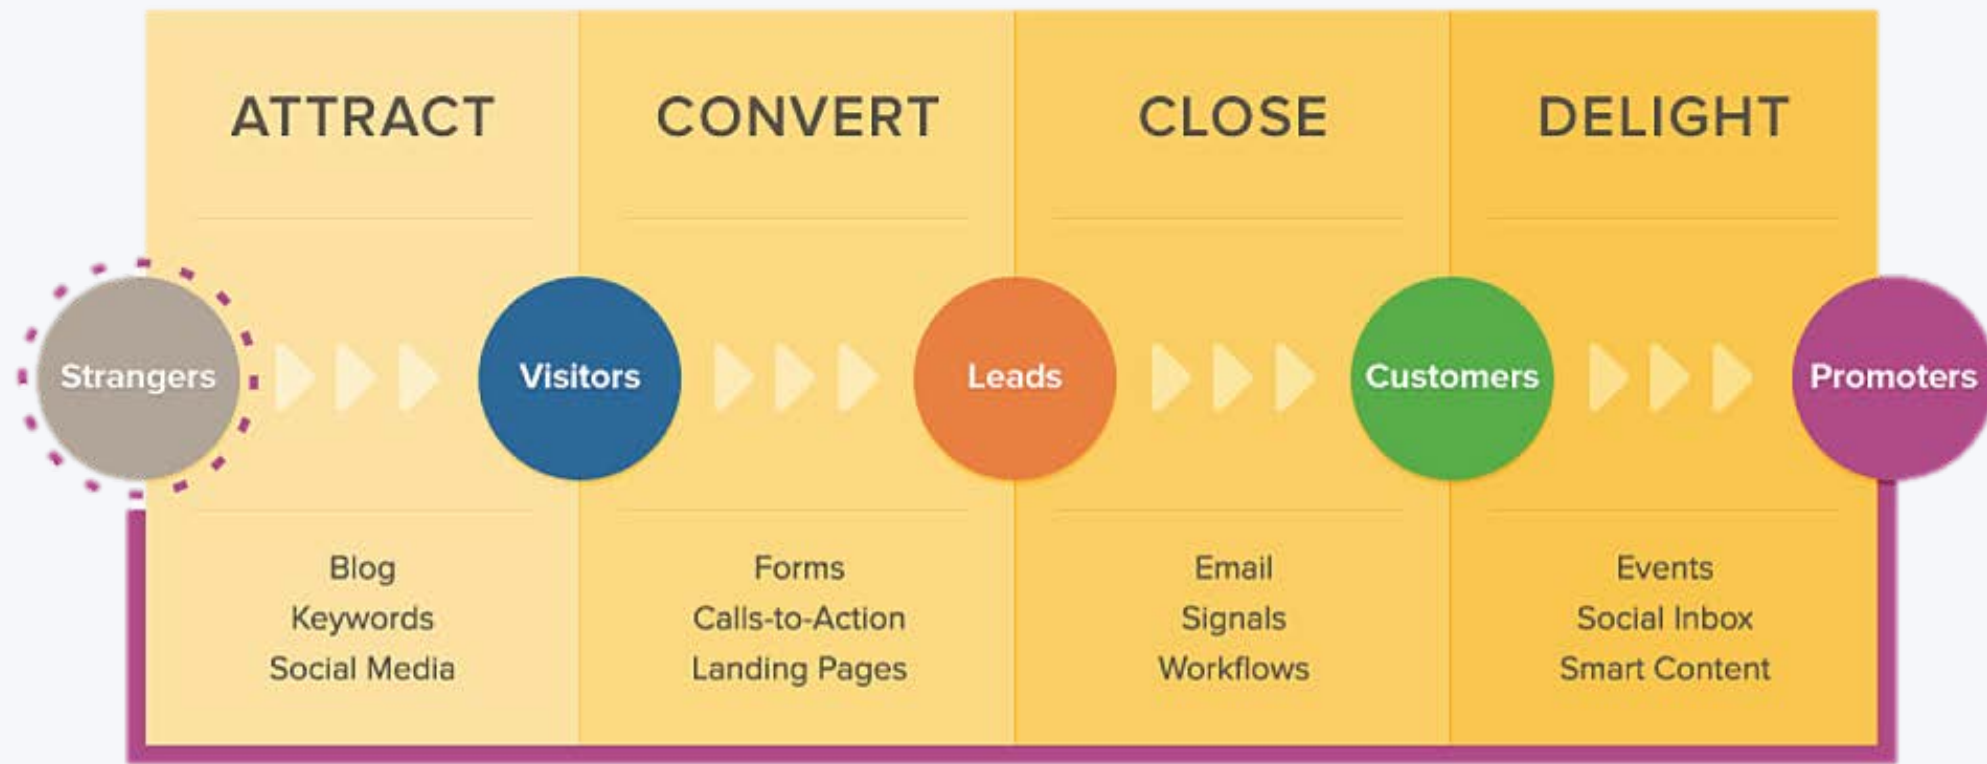 ATTRACT
CONVERT
CLOSE
DELIGHT
Strangers
Visitors
Leads
Customers
Promoters
Blog
Keywords
Social Media
Forms
Calls-to-Action
Landing Pages
Email
Signals
Workflows
Events
Social Inbox
Smart Content